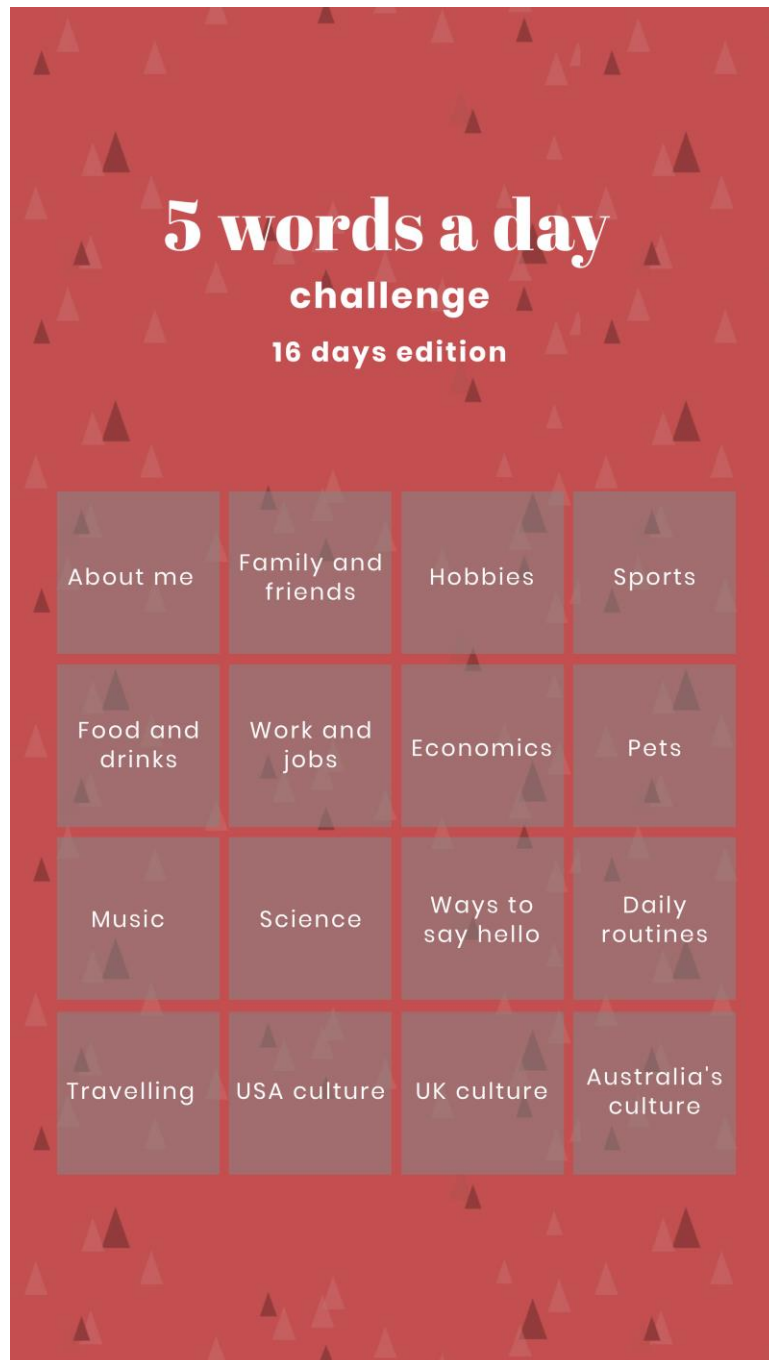 5 words a day
challenge
16 days edition
About me
Family and
friends
Hobbies
Sports
Food and
drinks
Work and
jobs
Economics
Pets
Music
Science
Ways to
say hello
Daily
routines
Travelling
USA culture
UK culture
Australia's
culture